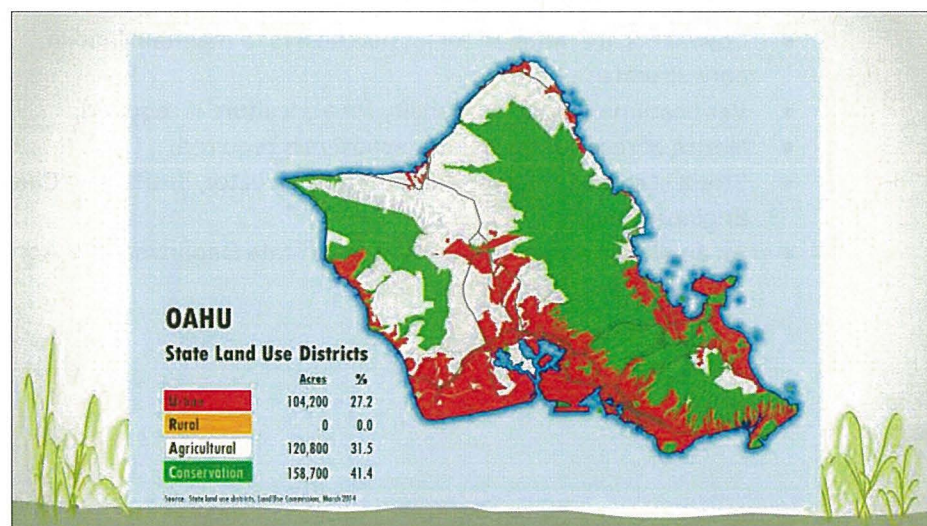 OAHU
State Land Use Districts
Acres %
Urban 104,200 27.2
Rural 0 0.0
Agricultural 120,800 31.5
Conservation 158,700 41.4
Source: State land use districts, Land Use Commission, March 2014